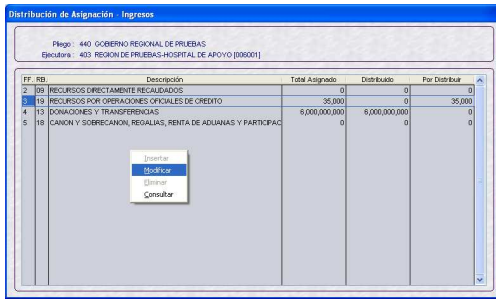 Distribución de Asignación - Ingresos
Pliego : 440 GOBIERNO REGIONAL DE PRUEBAS
Ejecutora : 403 REGION DE PRUEBAS-HOSPITAL DE APOYO [006001]
FF. RB. Descripción Total Asignado Distribuido Por Distribuir
2 09 RECURSOS DIRECTAMENTE RECAUDADOS 0 0 0
3 19 RECURSOS POR OPERACIONES OFICIALES DE CREDITO 35,000 0 35,000
4 13 DONACIONES Y TRANSFERENCIAS 6,000,000,000 6,000,000,000 0
5 18 CANON Y SOBRECANON, REGALIAS, RENTA DE ADUANAS Y PARTICIPAC 0 0 0
Insertar
Modificar
Eliminar
Consultar